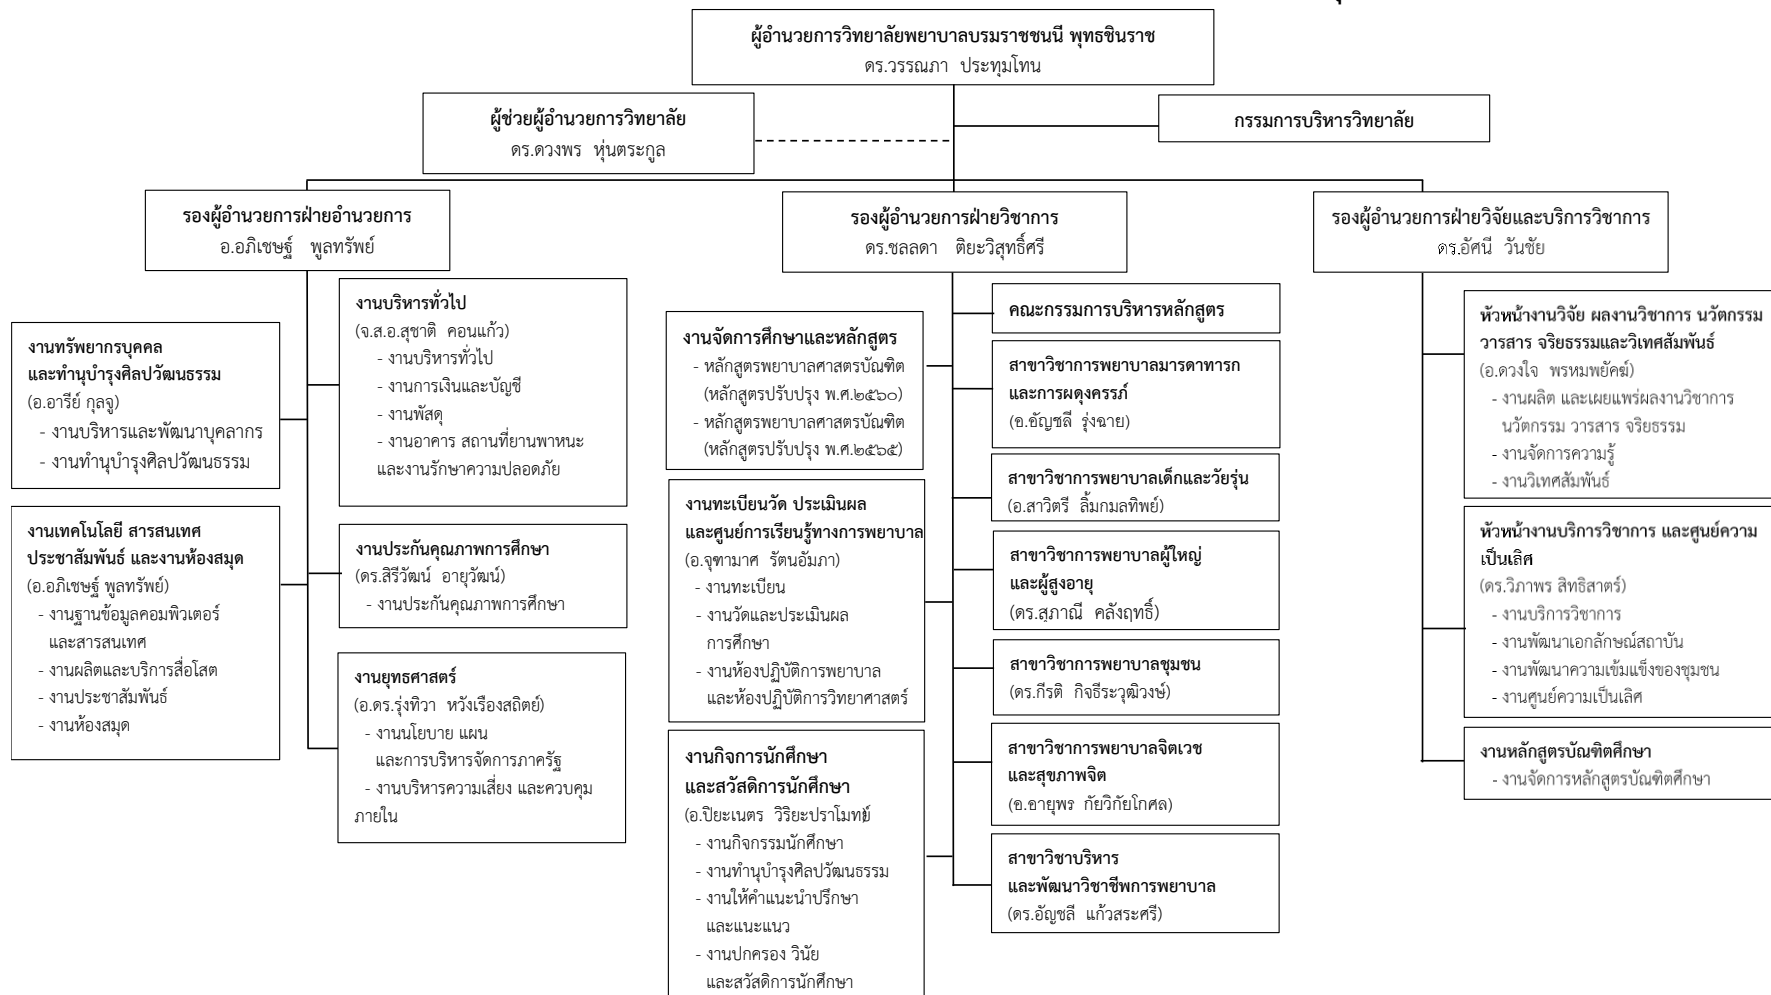 ผู้อำนวยการวิทยาลัยพยาบาลบรมราชชนนี พุทธชินราช
ดร.วรรณภา ประทุมโทน
ผู้ช่วยผู้อำนวยการวิทยาลัย
ดร.ดวงพร หุ่นตระกูล
กรรมการบริหารวิทยาลัย
รองผู้อำนวยการฝ่ายอำนวยการ
อ.อภิเชษฐ์ พูลทรัพย์
รองผู้อำนวยการฝ่ายวิชาการ
ดร.ชลลดา ติยะวิสุทธิ์ศรี
รองผู้อำนวยการฝ่ายวิจัยและบริการวิชาการ
ดร.อัศนี วันชัย
งานทรัพยากรบุคคล
และทำนุบำรุงศิลปวัฒนธรรม
(อ.อารีย์ กุลจู)
- งานบริหารและพัฒนาบุคลากร
- งานทำนุบำรุงศิลปวัฒนธรรม
งานเทคโนโลยี สารสนเทศ
ประชาสัมพันธ์ และงานห้องสมุด
(อ.อภิเชษฐ์ พูลทรัพย์)
- งานฐานข้อมูลคอมพิวเตอร์
และสารสนเทศ
- งานผลิตและบริการสื่อโสต
- งานประชาสัมพันธ์
- งานห้องสมุด
งานบริหารทั่วไป
(จ.ส.อ.สุชาติ คอนแก้ว)
- งานบริหารทั่วไป
- งานการเงินและบัญชี
- งานพัสดุ
- งานอาคาร สถานที่ยานพาหนะ
และงานรักษาความปลอดภัย
งานประกันคุณภาพการศึกษา
(ดร.สิรีวัฒน์ อายุวัฒน์)
- งานประกันคุณภาพการศึกษา
งานยุทธศาสตร์
(อ.ดร.รุ่งทิวา หวังเรืองสถิตย์)
- งานนโยบาย แผน
และการบริหารจัดการภาครัฐ
- งานบริหารความเสี่ยง และควบคุม
ภายใน
งานจัดการศึกษาและหลักสูตร
- หลักสูตรพยาบาลศาสตรบัณฑิต
(หลักสูตรปรับปรุง พ.ศ.๒๕๖๐)
- หลักสูตรพยาบาลศาสตรบัณฑิต
(หลักสูตรปรับปรุง พ.ศ.๒๕๖๕)
งานทะเบียนวัด ประเมินผล
และศูนย์การเรียนรู้ทางการพยาบาล
(อ.จุฑามาศ รัตนอัมภา)
- งานทะเบียน
- งานวัดและประเมินผล
การศึกษา
- งานห้องปฏิบัติการพยาบาล
และห้องปฏิบัติการวิทยาศาสตร์
งานกิจการนักศึกษา
และสวัสดิการนักศึกษา
(อ.ปิยะเนตร วิริยะปราโมทย์)
- งานกิจกรรมนักศึกษา
- งานทำนุบำรุงศิลปวัฒนธรรม
- งานให้คำแนะนำปรึกษา
และแนะแนว
- งานปกครอง วินัย
และสวัสดิการนักศึกษา
คณะกรรมการบริหารหลักสูตร
สาขาวิชาการพยาบาลมารดาทารก
และการผดุงครรภ์
(อ.อัญชลี รุ่งฉาย)
สาขาวิชาการพยาบาลเด็กและวัยรุ่น
(อ.สาวิตรี ลิ้มกมลทิพย์)
สาขาวิชาการพยาบาลผู้ใหญ่
และผู้สูงอายุ
(ดร.สุภาณี คลังฤทธิ์)
สาขาวิชาการพยาบาลชุมชน
(ดร.กีรติ กิจธีระวุฒิวงษ์)
สาขาวิชาการพยาบาลจิตเวช
และสุขภาพจิต
(อ.อายุพร กัยวิกัยโกศล)
สาขาวิชาบริหาร
และพัฒนาวิชาชีพการพยาบาล
(ดร.อัญชลี แก้วสระศรี)
หัวหน้างานวิจัย ผลงานวิชาการ นวัตกรรม
วารสาร จริยธรรมและวิเทศสัมพันธ์
(อ.ดวงใจ พรหมพยัคฆ์)
- งานผลิต และเผยแพร่ผลงานวิชาการ
นวัตกรรม วารสาร จริยธรรม
- งานจัดการความรู้
- งานวิเทศสัมพันธ์
หัวหน้างานบริการวิชาการ และศูนย์ความ
เป็นเลิศ
(ดร.วิภาพร สิทธิสาตร์)
- งานบริการวิชาการ
- งานพัฒนาเอกลักษณ์สถาบัน
- งานพัฒนาความเข้มแข็งของชุมชน
- งานศูนย์ความเป็นเลิศ
งานหลักสูตรบัณฑิตศึกษา
- งานจัดการหลักสูตรบัณฑิตศึกษา